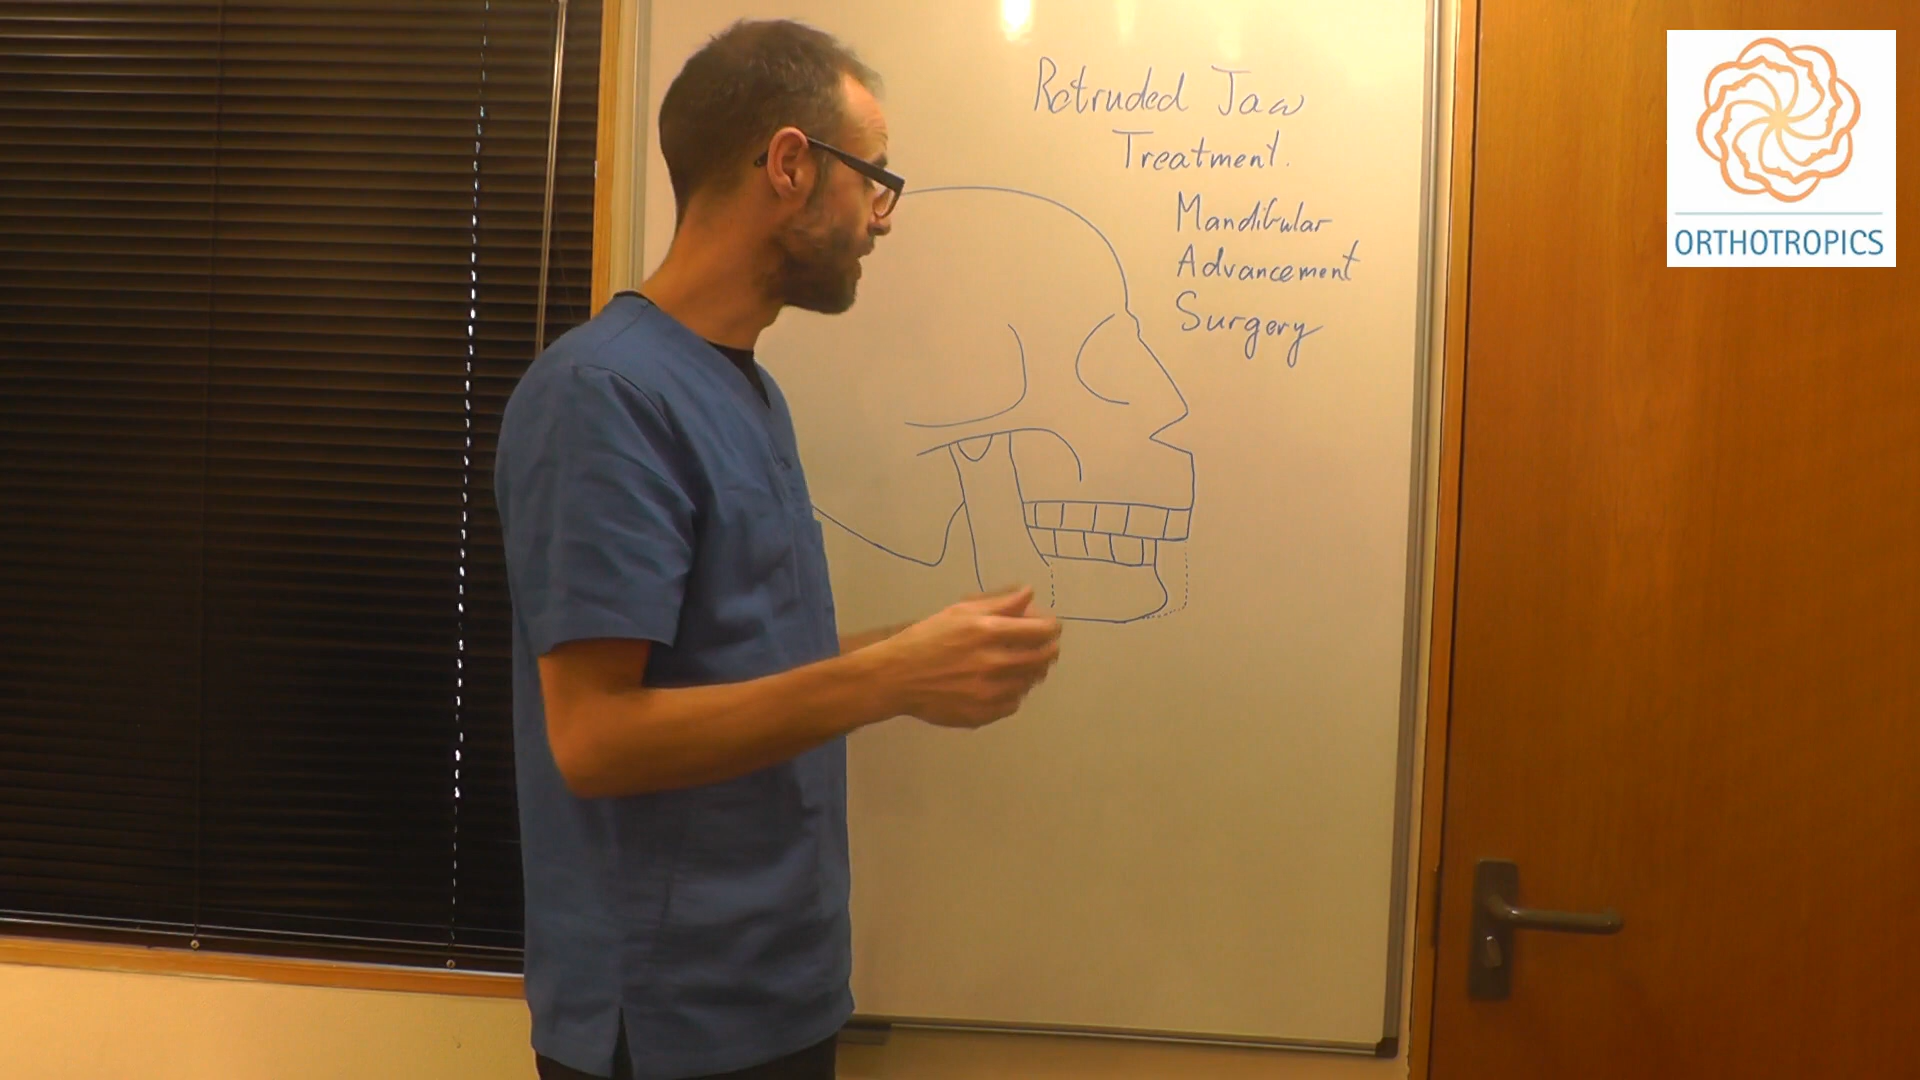 Retruded Jaw
Treatment.
Mandibular
Advancement
Surgery
ORTHOTROPICS